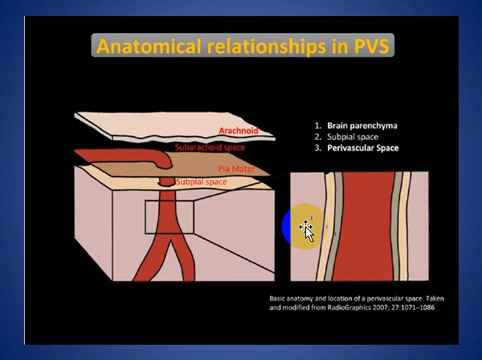 Anatomical relationships in PVS
Arachnoid
Subarachoid space
Pia Mater
Subpial space
1. Brain parenchyma
2. Subpial space
3. Perivascular Space
Basic anatomy and location of a perivascular space. Taken
and modified from RadioGraphics 2007; 27:1071–1086